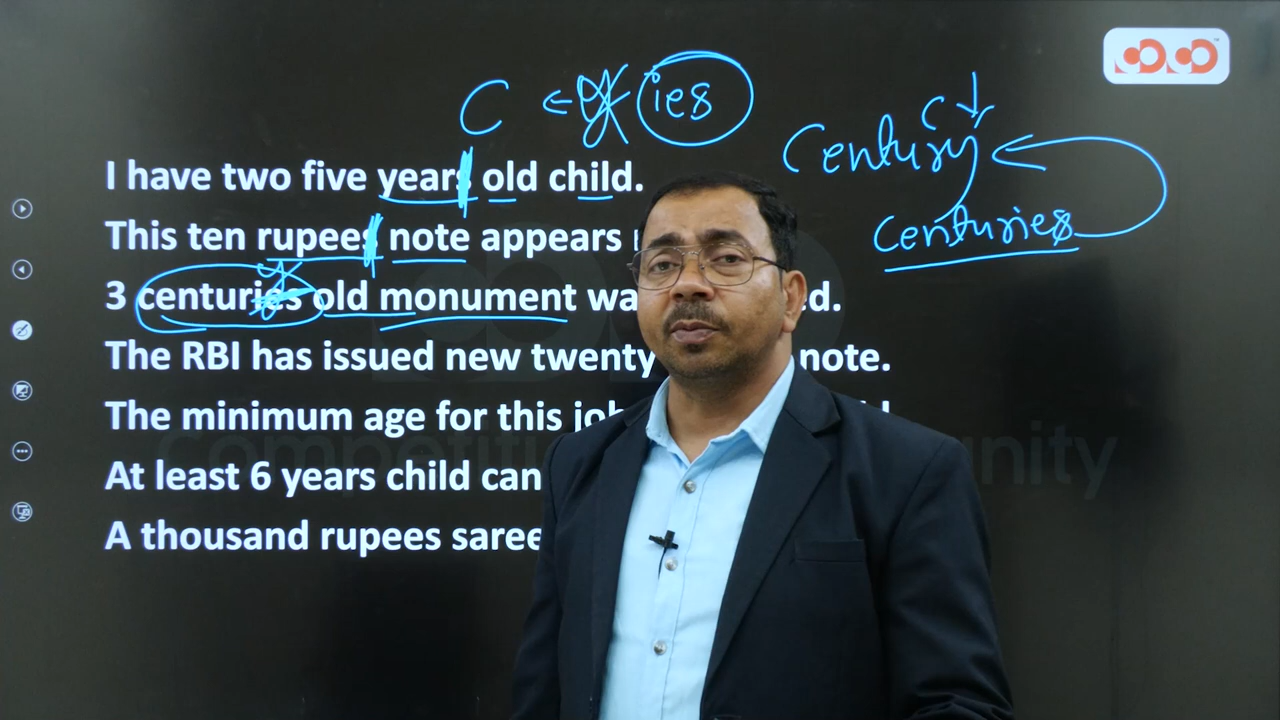 C ← y ies
century c
centuries
I have two five years old child.
This ten rupees note appears
y
3 centuries old monument ed.
The RBI has issued new twenty note.
The minimum age for this job
At least 6 years child can
A thousand rupees saree